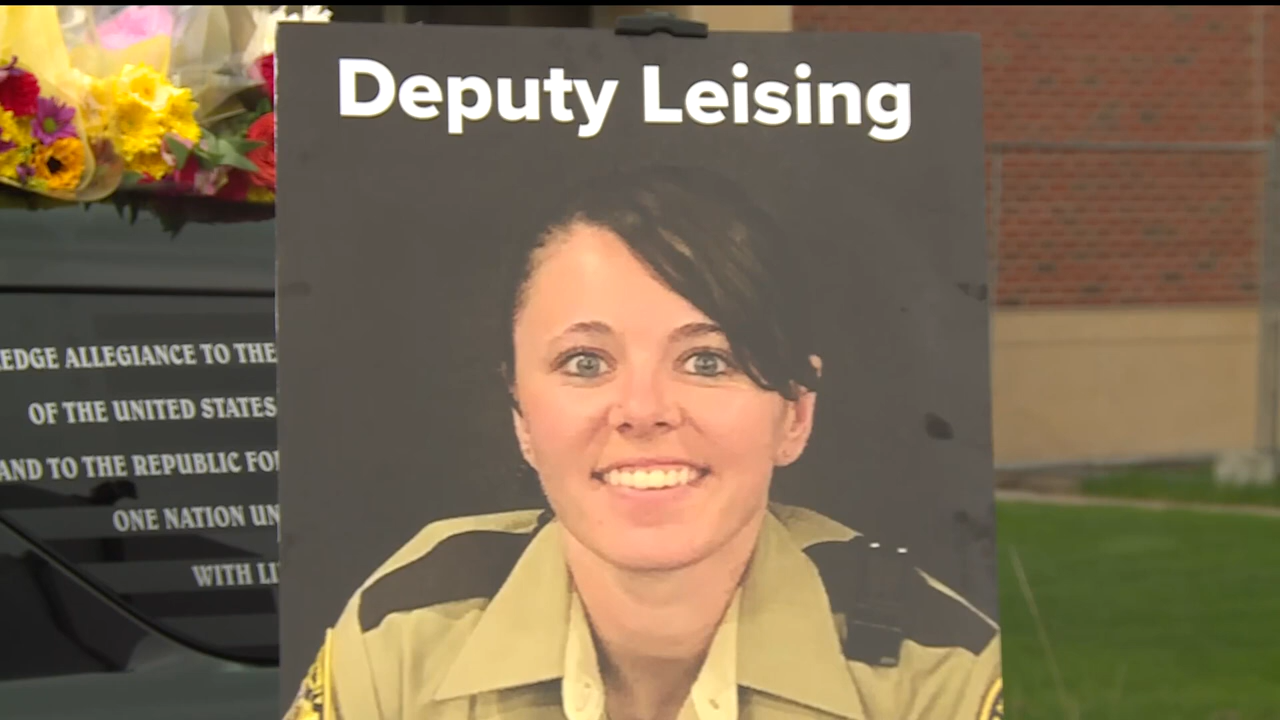 Deputy Leising
EDGE ALLEGIANCE TO THE
OF THE UNITED STATES
AND TO THE REPUBLIC FO
ONE NATION UN
WITH LI